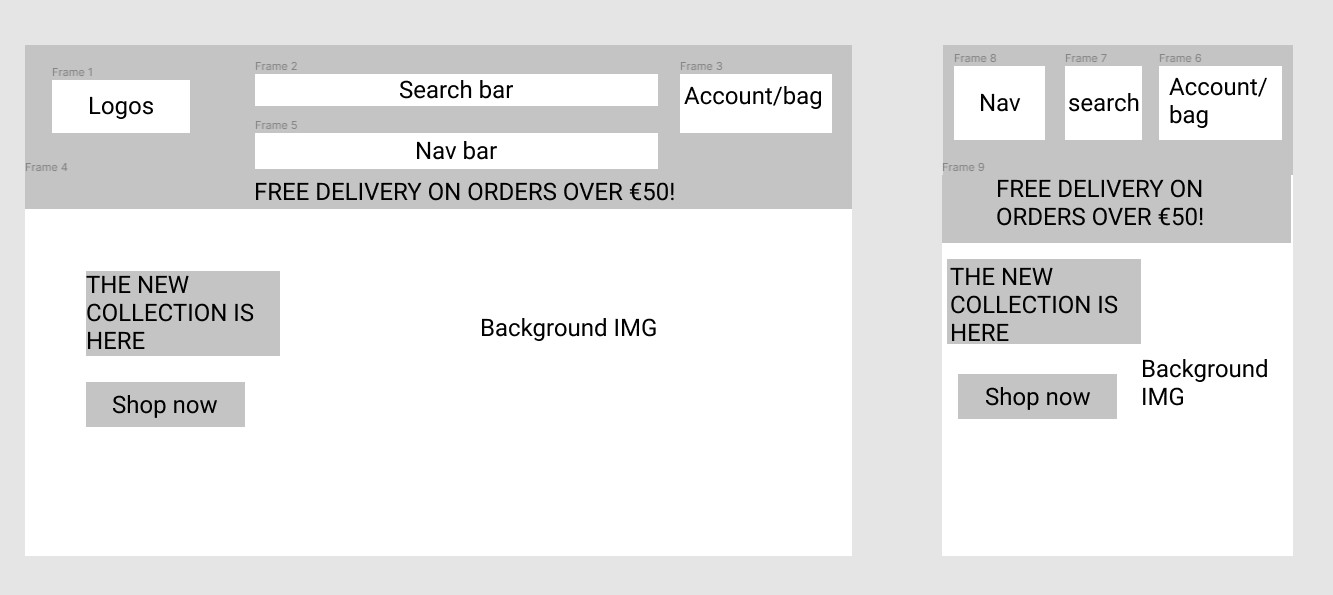 Frame 1
Logos
Frame 2
Search bar
Frame 3
Account/bag
Frame 5
Nav bar
Frame 4
FREE DELIVERY ON ORDERS OVER €50!
THE NEW
COLLECTION IS
HERE
Background IMG
Shop now
Frame 8
Nav
Frame 7
search
Frame 6
Account/
bag
Frame 9
FREE DELIVERY ON
ORDERS OVER €50!
THE NEW
COLLECTION IS
HERE
Background
IMG
Shop now